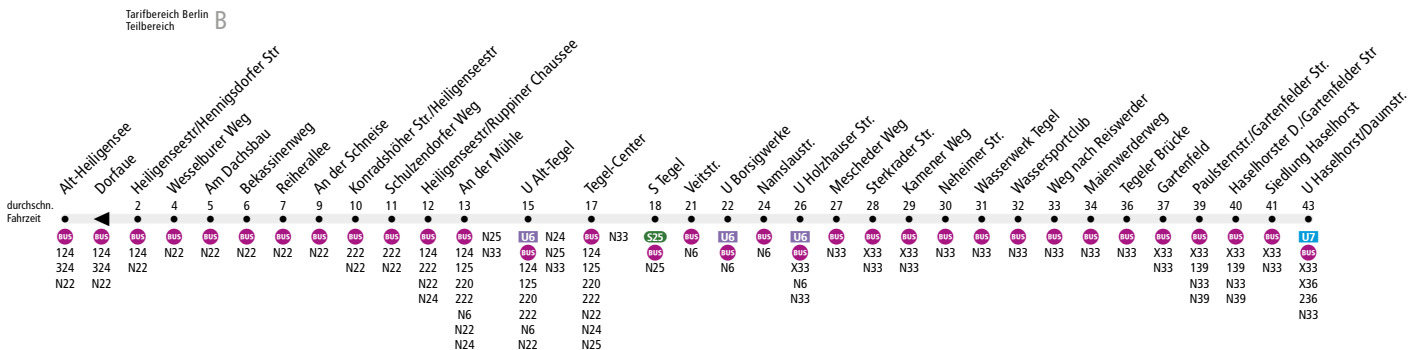 Tarifbereich Berlin B
Teilbereich
Alt-Heiligensee
Dorfaue
Heiligenseestr/Hennigsdorfer Str
Wesselburer Weg
Am Dachsbau
Bekassinenweg
Reiherallee
An der Schneise
Konradshöher Str./Heiligenseestr
Schulzendorfer Weg
Heiligenseestr/Ruppiner Chaussee
An der Mühle
U Alt-Tegel
Tegel-Center
S Tegel
Veitstr.
U Borsigwerke
Namslaustr.
U Holzhauser Str.
Mescheder Weg
Sterkrader Str.
Kamener Weg
Neheimer Str.
Wasserwerk Tegel
Wassersportclub
Weg nach Reiswerder
Maienwerderweg
Tegeler Brücke
Gartenfeld
Paulsternstr./Gartenfelder Str.
Haselhorster D./Gartenfelder Str
Siedlung Haselhorst
U Haselhorst/Daumstr.
durchschn. 2 4 5 6 7 9 10 11 12 13 15 17 18 21 22 24 26 27 28 29 30 31 32 33 34 36 37 39 40 41 43
Fahrzeit
BUS BUS BUS BUS BUS BUS BUS BUS BUS BUS BUS BUS N25 U6 N24 BUS N33 S25 BUS U6 BUS U6 BUS BUS BUS BUS BUS BUS BUS BUS BUS BUS BUS BUS BUS U7
124 124 124 N22 N22 N22 N22 N22 222 222 124 124 N33 BUS N25 124 BUS N6 BUS N6 BUS N33 X33 X33 N33 N33 N33 N33 N33 N33 X33 X33 X33 X33 BUS
324 324 N22 N22 N22 222 125 124 N33 125 N25 N6 X33 N33 N33 N33 139 139 N33 X33
N22 N22 N22 220 125 220 N6 N33 N33 X36
N24 222 220 222 N33 N39 N39 236
N6 222 N22 N33
N22 N6 N24
N24 N22 N25